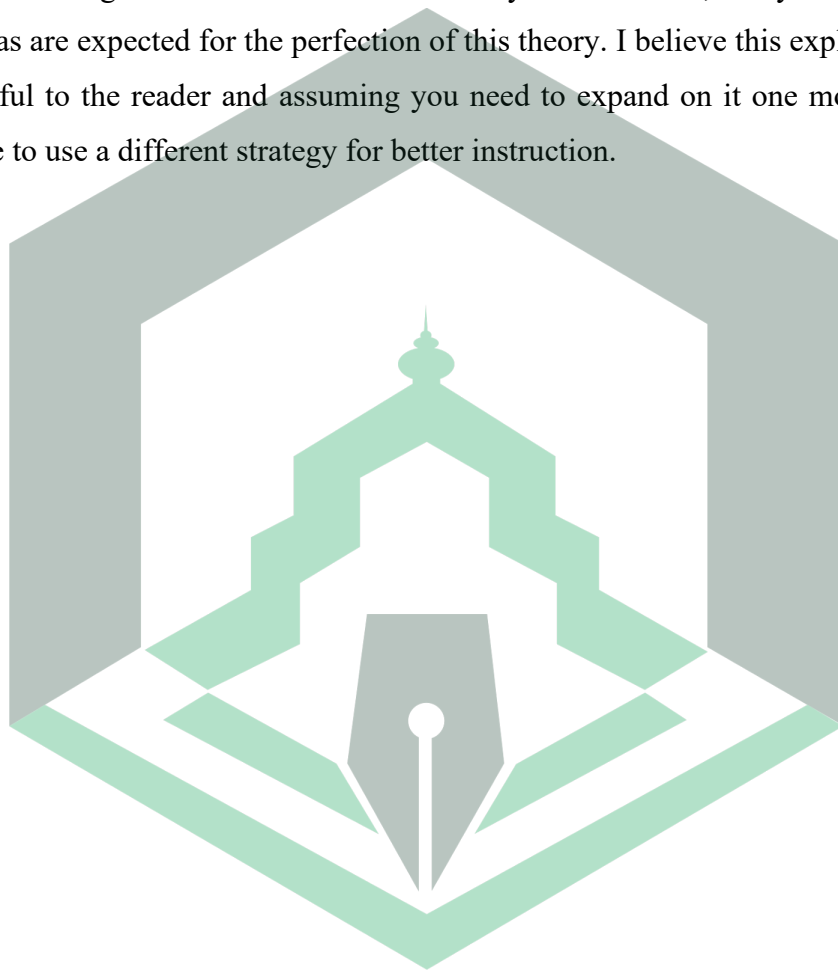 as are expected for the perfection of this theory. I believe this expl
ful to the reader and assuming you need to expand on it one mo
e to use a different strategy for better instruction.